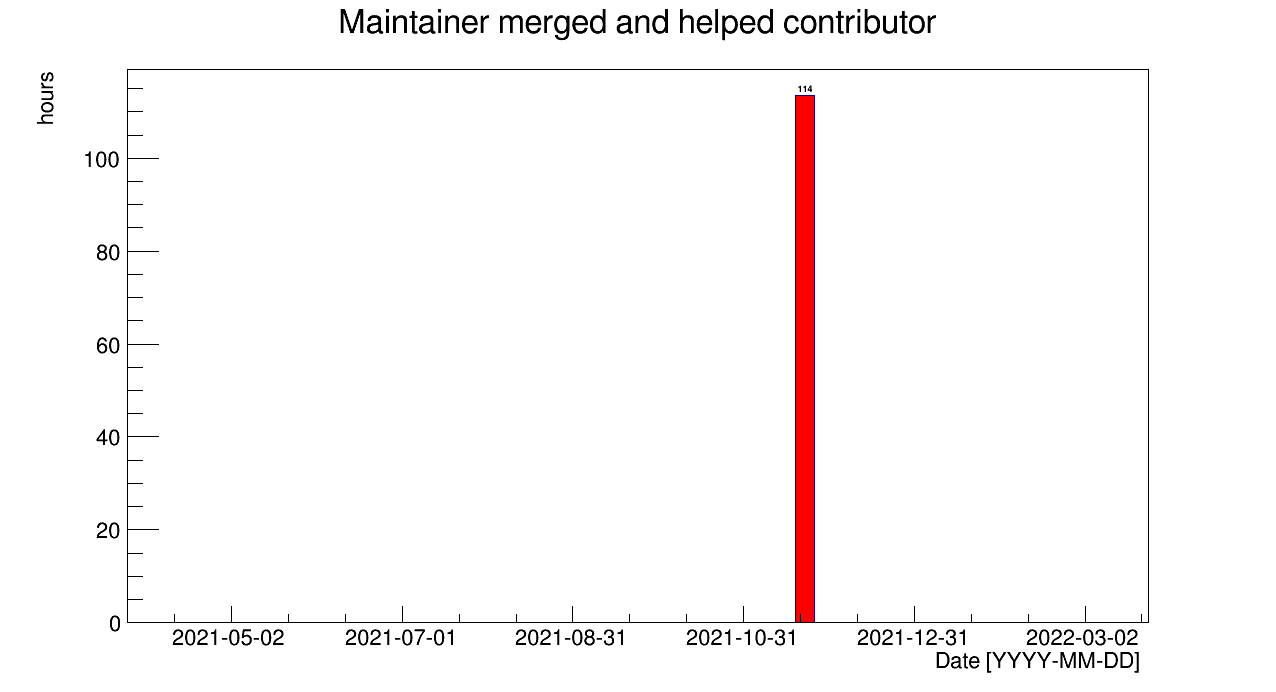 Maintainer merged and helped contributor
hours
114
100
80
60
40
20
0
2021-05-02 2021-07-01 2021-08-31 2021-10-31 2021-12-31 2022-03-02
Date [YYYY-MM-DD]